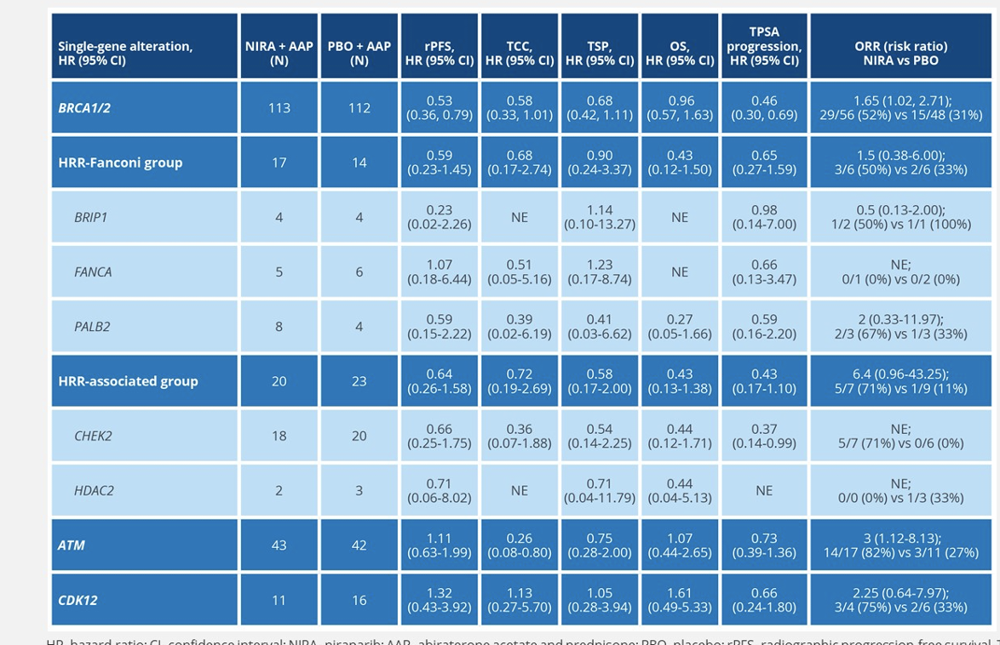 Single-gene alteration, HR (95% CI) NIRA + AAP (N) PBO + AAP (N) rPFS, HR (95% CI) TCC, HR (95% CI) TSP, HR (95% CI) OS, HR (95% CI) TPSA progression, HR (95% CI) ORR (risk ratio) NIRA vs PBO
BRCA1/2 113 112 0.53 (0.36, 0.79) 0.58 (0.33, 1.01) 0.68 (0.42, 1.11) 0.96 (0.57, 1.63) 0.46 (0.30, 0.69) 1.65 (1.02, 2.71); 29/56 (52%) vs 15/48 (31%)
HRR-Fanconi group 17 14 0.59 (0.23-1.45) 0.68 (0.17-2.74) 0.90 (0.24-3.37) 0.43 (0.12-1.50) 0.65 (0.27-1.59) 1.5 (0.38-6.00); 3/6 (50%) vs 2/6 (33%)
BRIP1 4 4 0.23 (0.02-2.26) NE 1.14 (0.10-13.27) NE 0.98 (0.14-7.00) 0.5 (0.13-2.00); 1/2 (50%) vs 1/1 (100%)
FANCA 5 6 1.07 (0.18-6.44) 0.51 (0.05-5.16) 1.23 (0.17-8.74) NE 0.66 (0.13-3.47) NE; 0/1 (0%) vs 0/2 (0%)
PALB2 8 4 0.59 (0.15-2.22) 0.39 (0.02-6.19) 0.41 (0.03-6.62) 0.27 (0.05-1.66) 0.59 (0.16-2.20) 2 (0.33-11.97); 2/3 (67%) vs 1/3 (33%)
HRR-associated group 20 23 0.64 (0.26-1.58) 0.72 (0.19-2.69) 0.58 (0.17-2.00) 0.43 (0.13-1.38) 0.43 (0.17-1.10) 6.4 (0.96-43.25); 5/7 (71%) vs 1/9 (11%)
CHEK2 18 20 0.66 (0.25-1.75) 0.36 (0.07-1.88) 0.54 (0.14-2.25) 0.44 (0.12-1.71) 0.37 (0.14-0.99) NE; 5/7 (71%) vs 0/6 (0%)
HDAC2 2 3 0.71 (0.06-8.02) NE 0.71 (0.04-11.79) 0.44 (0.04-5.13) NE NE; 0/0 (0%) vs 1/3 (33%)
ATM 43 42 1.11 (0.63-1.99) 0.26 (0.08-0.80) 0.75 (0.28-2.00) 1.07 (0.44-2.65) 0.73 (0.39-1.36) 3 (1.12-8.13); 14/17 (82%) vs 3/11 (27%)
CDK12 11 16 1.32 (0.43-3.92) 1.13 (0.27-5.70) 1.05 (0.28-3.94) 1.61 (0.49-5.33) 0.66 (0.24-1.80) 2.25 (0.64-7.97); 3/4 (75%) vs 2/6 (33%)
HR, hazard ratio; CI, confidence interval; NIRA, niraparib; AAP, abiraterone acetate and prednisone; PBO, placebo; rPFS, radiographic progression-free survival